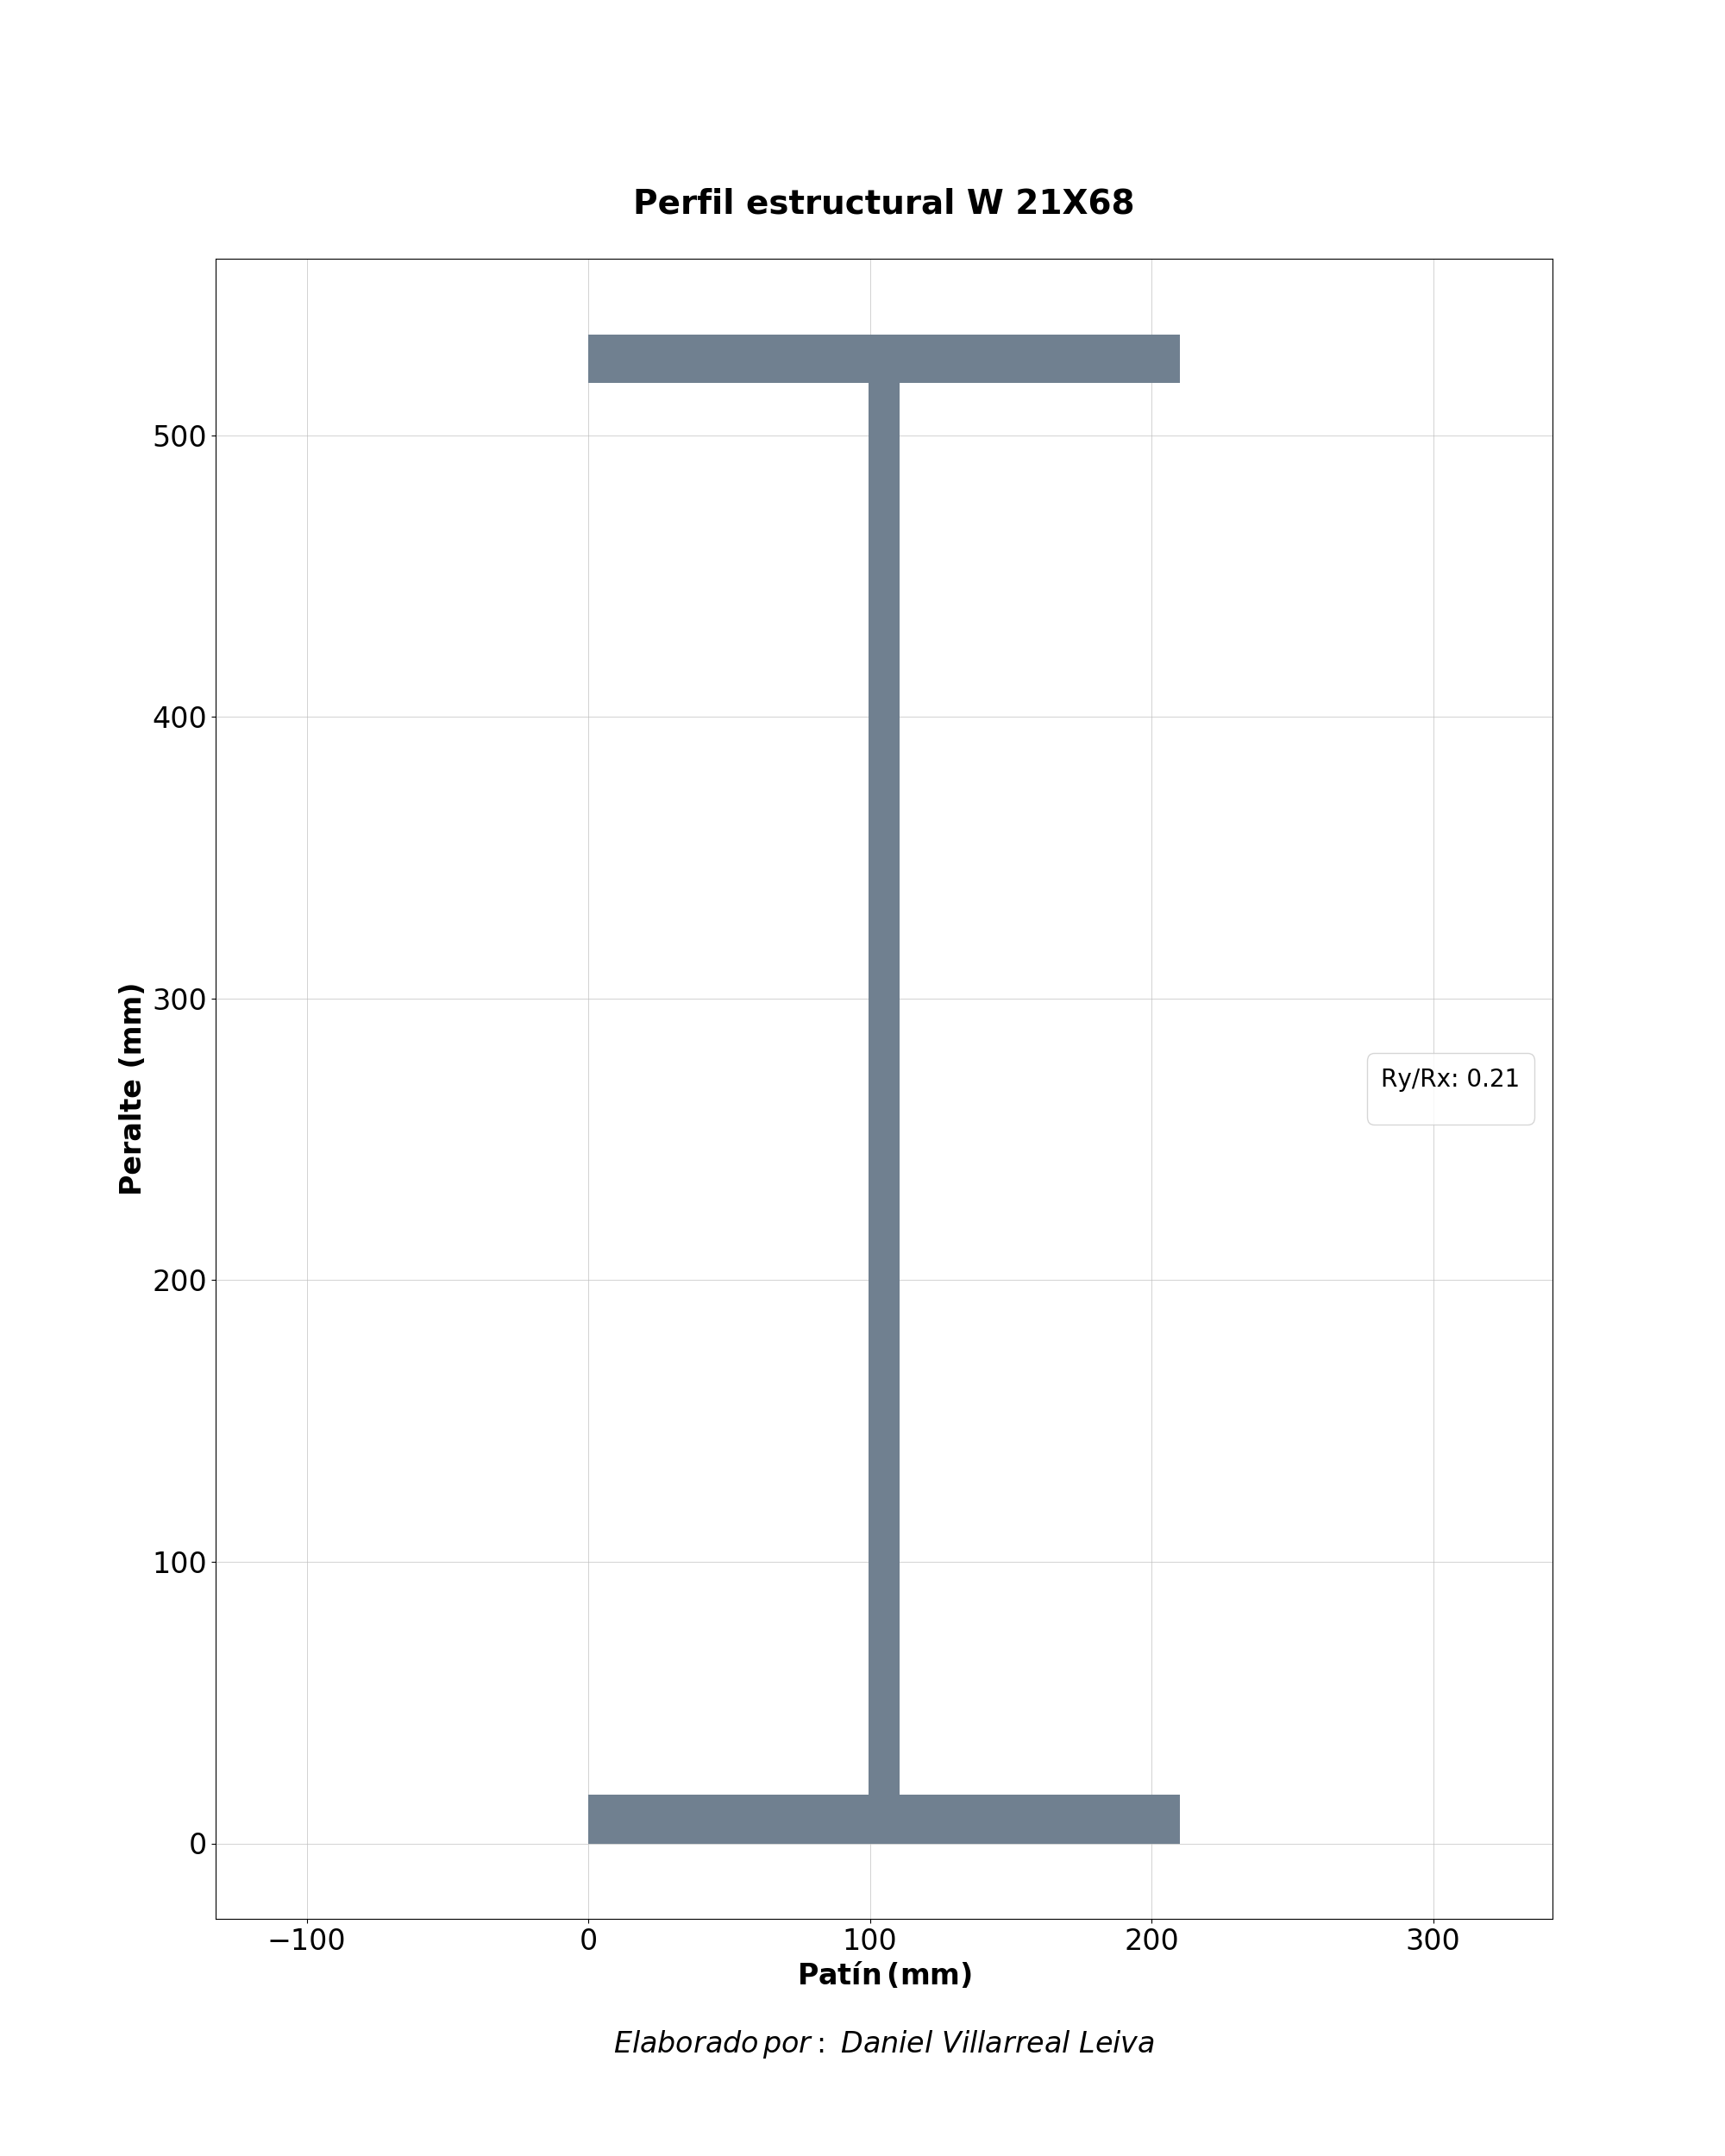 Perfil estructural W 21X68
500
400
300
200
100
0
Peralte (mm)
Ry/Rx: 0.21
−100 0 100 200 300
Patín (mm)
Elaborado por: Daniel Villarreal Leiva